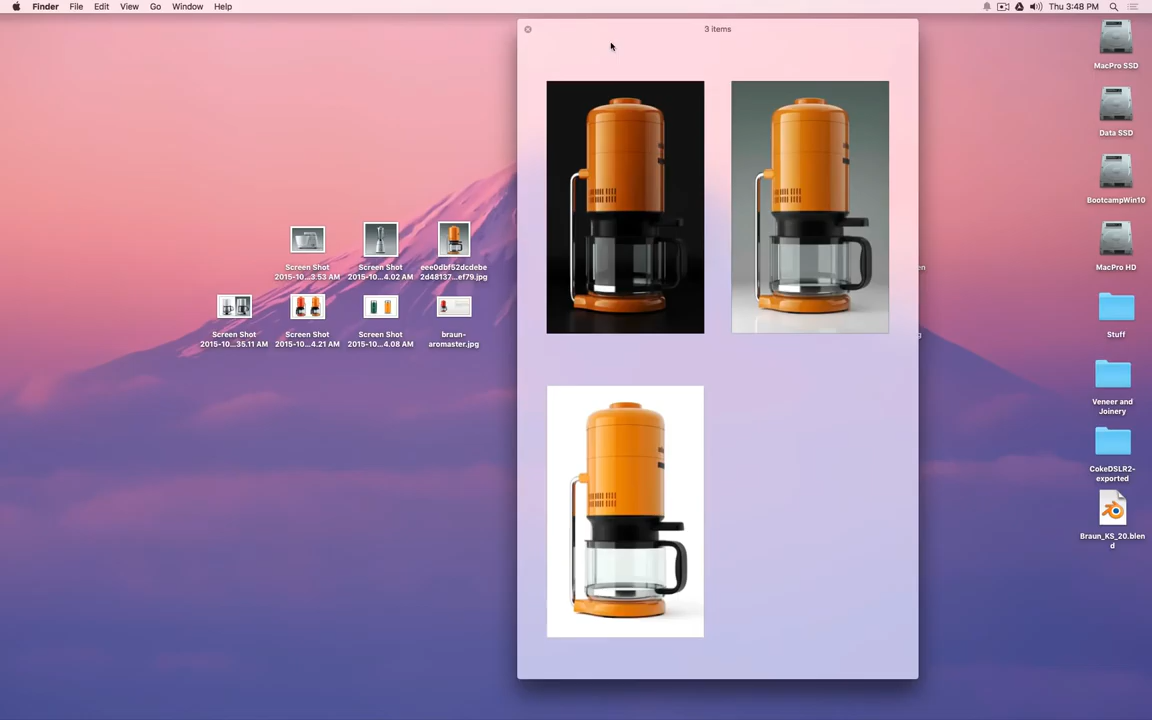 Finder File Edit View Go Window Help
Thu 3:48 PM
3 items
MacPro SSD
Data SSD
BootcampWin10
MacPro HD
Stuff
Veneer and
Joinery
CokeDSLR2-
exported
Braun_KS_20.blen
d
Screen Shot
2015-10...3.53 AM
Screen Shot
2015-10...4.02 AM
eee0dbf52dcdebe
2d48137...ef79.jpg
Screen Shot
2015-10...35.11 AM
Screen Shot
2015-10...4.21 AM
Screen Shot
2015-10...4.08 AM
braun-
aromaster.jpg